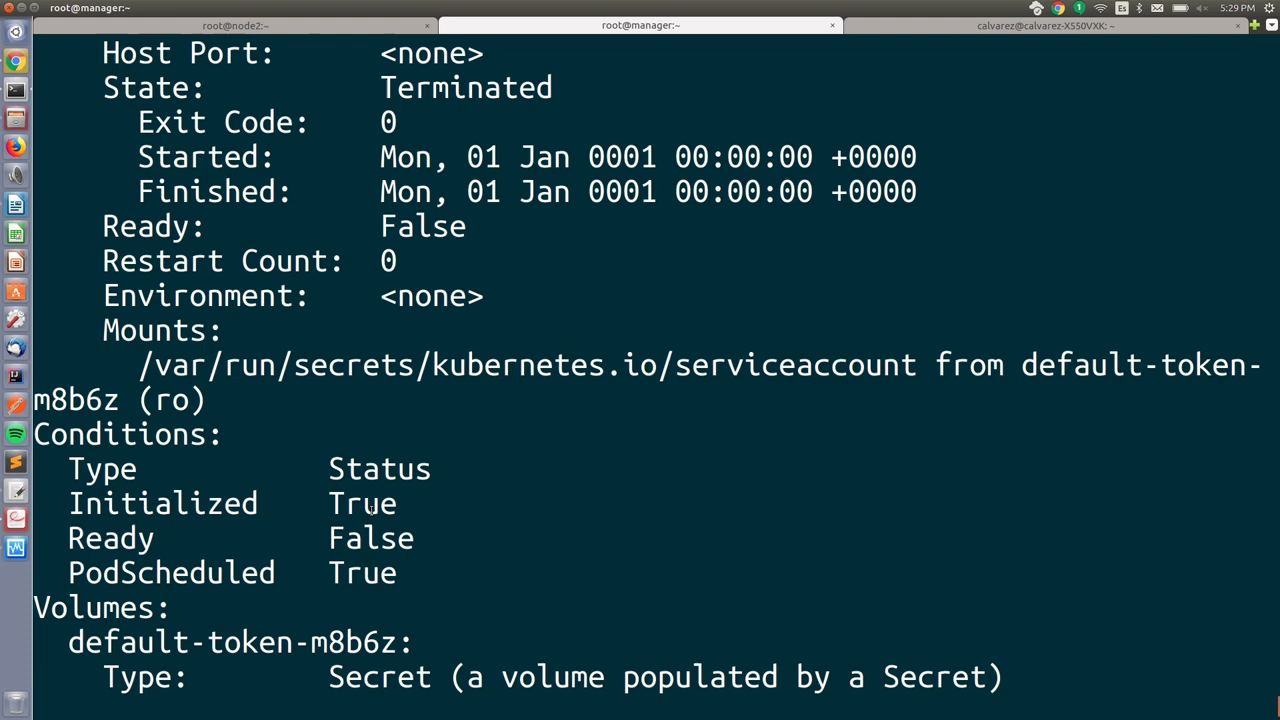 root@manager:~
Es
5:29 PM
root@node2:~
root@manager:~
calvarez@calvarez-X550VXK: ~
Host Port: <none>
State: Terminated
Exit Code: 0
Started: Mon, 01 Jan 0001 00:00:00 +0000
Finished: Mon, 01 Jan 0001 00:00:00 +0000
Ready: False
Restart Count: 0
Environment: <none>
Mounts:
/var/run/secrets/kubernetes.io/serviceaccount from default-token-
m8b6z (ro)
Conditions:
Type Status
Initialized True
Ready False
PodScheduled True
Volumes:
default-token-m8b6z:
Type: Secret (a volume populated by a Secret)